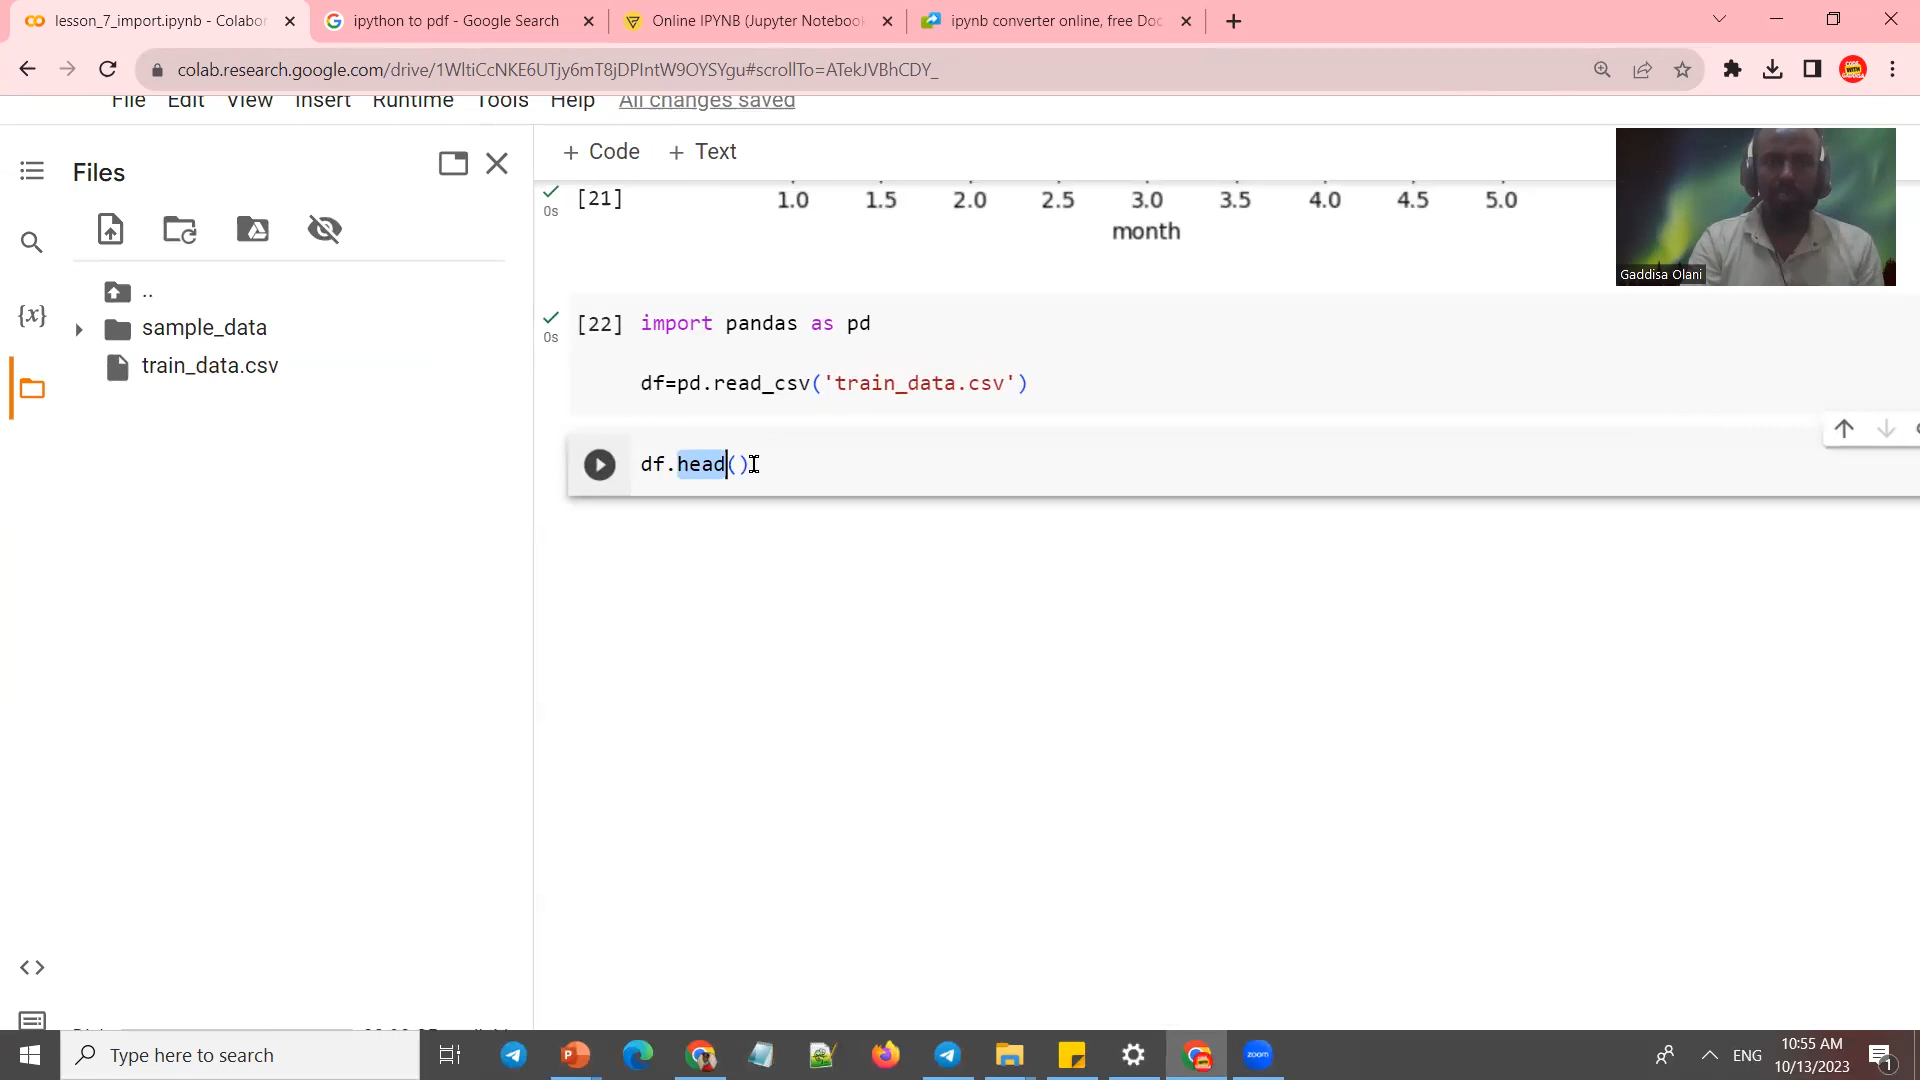 lesson_7_import.ipynb - Colabor
ipython to pdf - Google Search
Online IPYNB (Jupyter Noteboo
ipynb converter online, free Doc
colab.research.google.com/drive/1WltiCcNKE6UTjy6mT8jDPIntW9OYSYgu#scrollTo=ATekJVBhCDY_
File Edit View Insert Runtime Tools Help All changes saved
Files
+ Code + Text
..
sample_data
train_data.csv
{x}
[21]
0s
1.0 1.5 2.0 2.5 3.0 3.5 4.0 4.5 5.0
month
Gaddisa Olani
[22] import pandas as pd
0s
df=pd.read_csv('train_data.csv')
df.head()
Type here to search
zoom
ENG
10:55 AM
10/13/2023
1